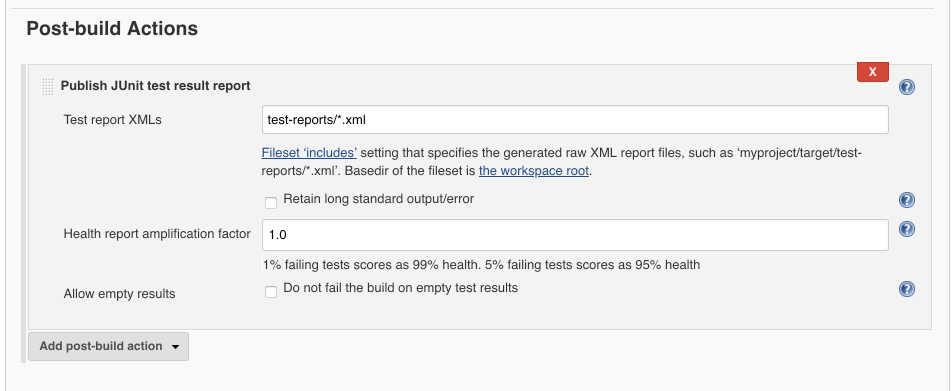 Post-build Actions
X
Publish JUnit test result report
?
Test report XMLs
test-reports/*.xml
Fileset ‘includes’ setting that specifies the generated raw XML report files, such as ‘myproject/target/test-
reports/*.xml’. Basedir of the fileset is the workspace root.
Retain long standard output/error
?
Health report amplification factor
1.0
?
1% failing tests scores as 99% health. 5% failing tests scores as 95% health
Allow empty results
Do not fail the build on empty test results
?
Add post-build action